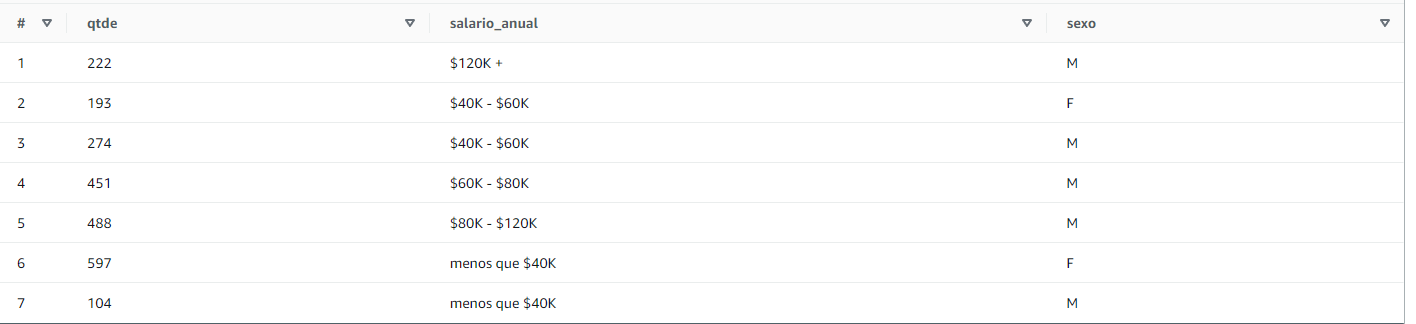 # qtde salario_anual sexo
1 222 $120K + M
2 193 $40K - $60K F
3 274 $40K - $60K M
4 451 $60K - $80K M
5 488 $80K - $120K M
6 597 menos que $40K F
7 104 menos que $40K M